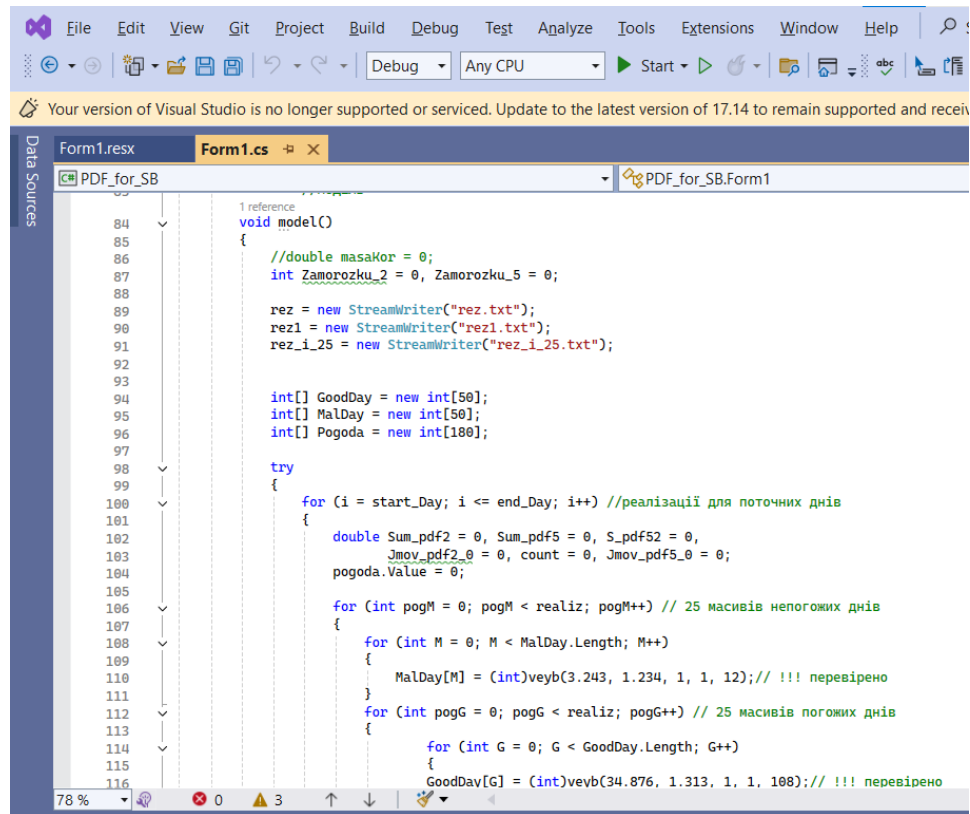 File Edit View Git Project Build Debug Test Analyze Tools Extensions Window Help
Debug Any CPU Start
Your version of Visual Studio is no longer supported or serviced. Update to the latest version of 17.14 to remain supported and receiv
Data Sources
Form1.resx Form1.cs
C# PDF_for_SB PDF_for_SB.Form1
1 reference
84 void model()
85 {
86 //double masaKor = 0;
87 int Zamorozku_2 = 0, Zamorozku_5 = 0;
88
89 rez = new StreamWriter("rez.txt");
90 rez1 = new StreamWriter("rez1.txt");
91 rez_i_25 = new StreamWriter("rez_i_25.txt");
92
93
94 int[] GoodDay = new int[50];
95 int[] MalDay = new int[50];
96 int[] Pogoda = new int[180];
97
98 try
99 {
100 for (i = start_Day; i <= end_Day; i++) //реалізації для поточних днів
101 {
102 double Sum_pdf2 = 0, Sum_pdf5 = 0, S_pdf52 = 0,
103 Jmov_pdf2_0 = 0, count = 0, Jmov_pdf5_0 = 0;
104 pogoda.Value = 0;
105
106 for (int pogM = 0; pogM < realiz; pogM++) // 25 масивів непогожих днів
107 {
108 for (int M = 0; M < MalDay.Length; M++)
109 {
110 MalDay[M] = (int)veyb(3.243, 1.234, 1, 1, 12);// !!! перевірено
111 }
112 for (int pogG = 0; pogG < realiz; pogG++) // 25 масивів погожих днів
113 {
114 for (int G = 0; G < GoodDay.Length; G++)
115 {
116 GoodDay[G] = (int)veyb(34.876, 1.313, 1, 1, 108);// !!! перевірено
78 % 0 3